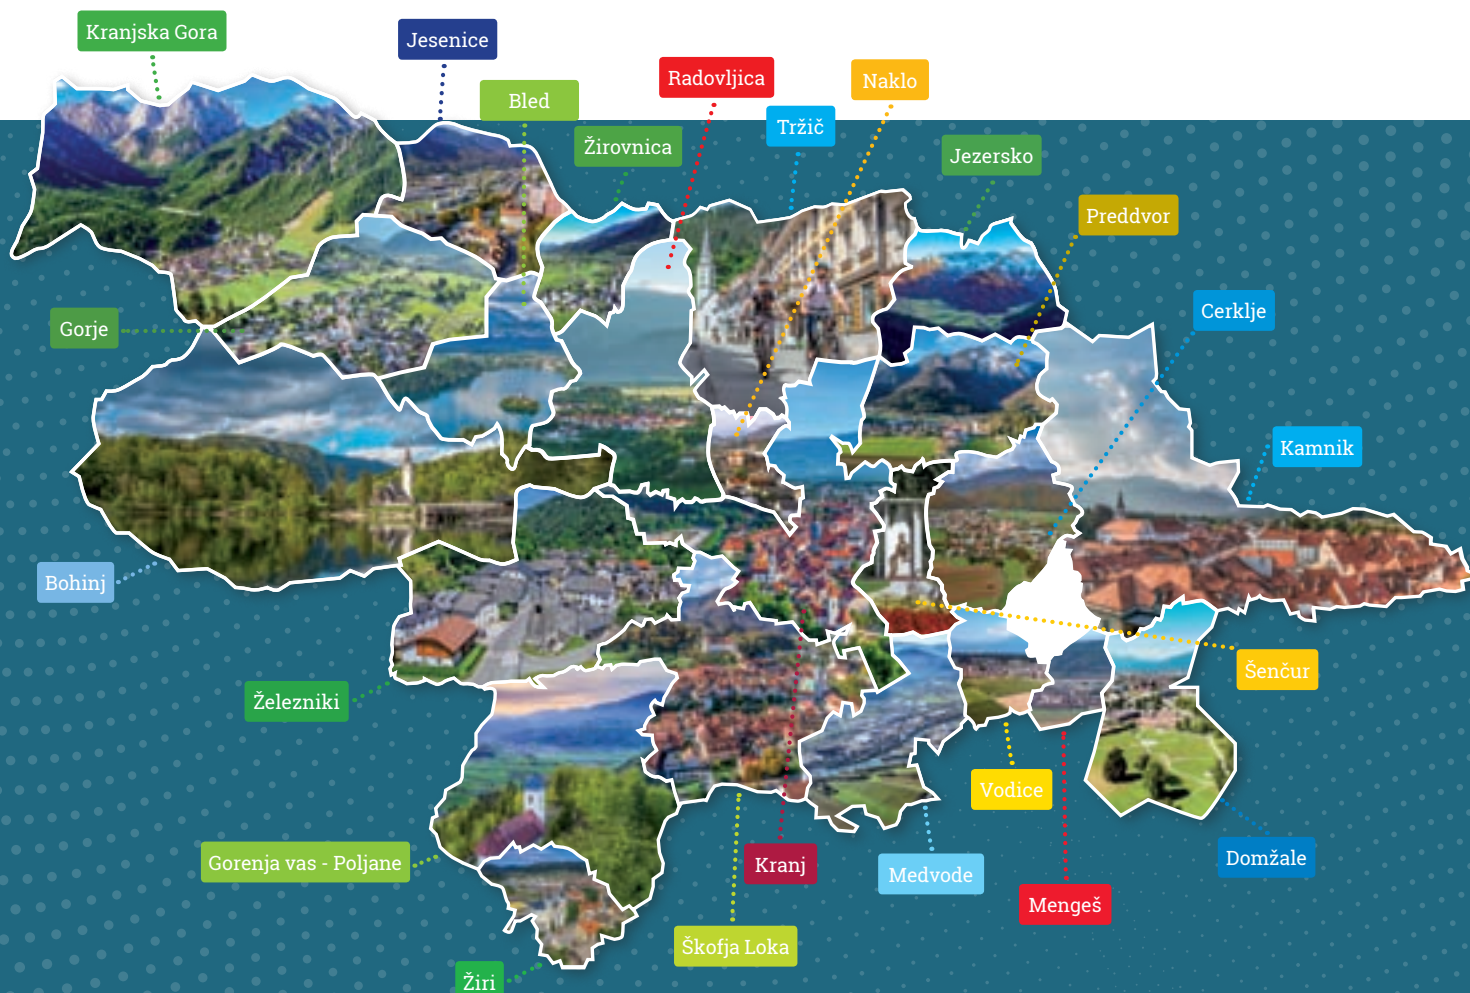 Kranjska Gora
Jesenice
Radovljica
Naklo
Bled
Tržič
Žirovnica
Jezersko
Preddvor
Cerklje
Gorje
Kamnik
Bohinj
Šenčur
Železniki
Vodice
Gorenja vas - Poljane
Kranj
Medvode
Domžale
Mengeš
Škofja Loka
Žiri